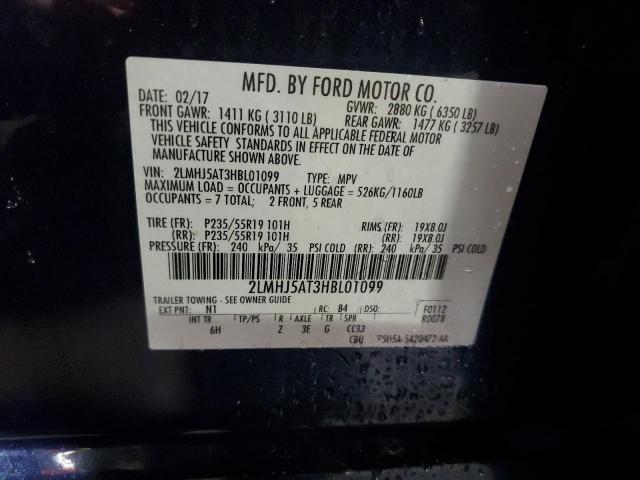 MFD. BY FORD MOTOR CO.
DATE: 02/17 GVWR: 2880 KG ( 6350 LB)
FRONT GAWR: 1411 KG ( 3110 LB) REAR GAWR: 1477 KG ( 3257 LB)
THIS VEHICLE CONFORMS TO ALL APPLICABLE FEDERAL MOTOR
VEHICLE SAFETY STANDARDS IN EFFECT ON THE DATE OF
MANUFACTURE SHOWN ABOVE.
VIN: 2LMHJ5AT3HBL01099 TYPE: MPV
MAXIMUM LOAD = OCCUPANTS + LUGGAGE = 526KG/1160LB
OCCUPANTS = 7 TOTAL; 2 FRONT, 5 REAR
TIRE (FR): P235/55R19 101H RIMS (FR): 19X8.0J
(RR): P235/55R19 101H (RR): 19X8.0J
PRESSURE (FR): 240 kPa/ 35 PSI COLD (RR): 240 kPa/ 35 PSI COLD
2LMHJ5AT3HBL01099
TRAILER TOWING - SEE OWNER GUIDE
EXT PNT: N1 RC: 84 DSO: F0112
R0078
INT TR TP/PS R AXLE TR SPR
6H Z 3E G CC33
CBU 5U5A-5420472-AA